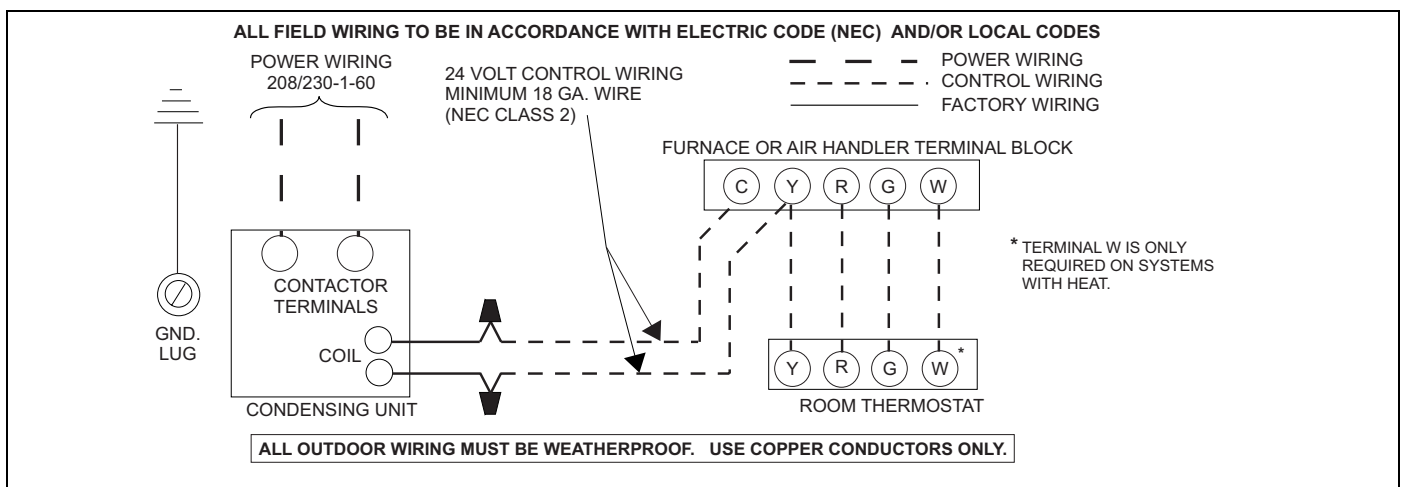 ALL FIELD WIRING TO BE IN ACCORDANCE WITH ELECTRIC CODE (NEC) AND/OR LOCAL CODES
POWER WIRING
208/230-1-60
24 VOLT CONTROL WIRING
MINIMUM 18 GA. WIRE
(NEC CLASS 2)
POWER WIRING
CONTROL WIRING
FACTORY WIRING
FURNACE OR AIR HANDLER TERMINAL BLOCK
C Y R G W
* TERMINAL W IS ONLY
REQUIRED ON SYSTEMS
WITH HEAT.
GND.
LUG
CONTACTOR
TERMINALS
COIL
CONDENSING UNIT
Y R G W *
ROOM THERMOSTAT
ALL OUTDOOR WIRING MUST BE WEATHERPROOF. USE COPPER CONDUCTORS ONLY.